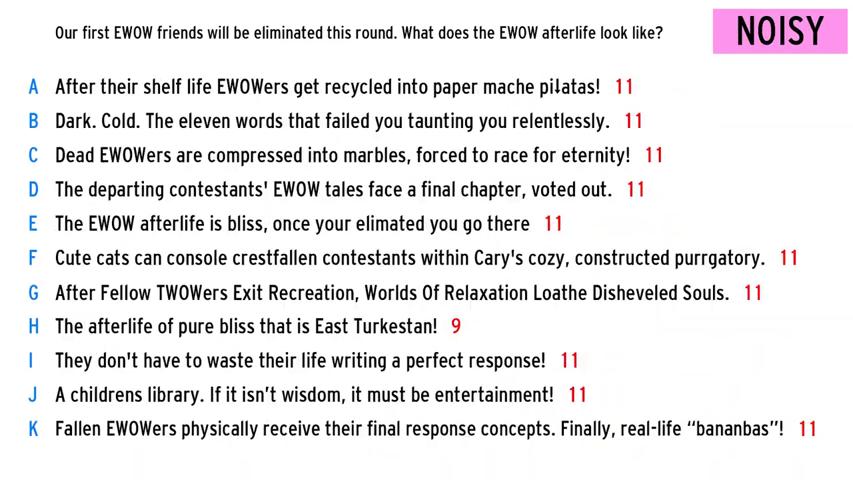 Our first EWOW friends will be eliminated this round. What does the EWOW afterlife look like?
NOISY
A After their shelf life EWOWers get recycled into paper mache pilatas! 11
B Dark. Cold. The eleven words that failed you taunting you relentlessly. 11
C Dead EWOWers are compressed into marbles, forced to race for eternity! 11
D The departing contestants' EWOW tales face a final chapter, voted out. 11
E The EWOW afterlife is bliss, once your elimated you go there 11
F Cute cats can console crestfallen contestants within Cary's cozy, constructed purrgatory. 11
G After Fellow TWOWers Exit Recreation, Worlds Of Relaxation Loathe Disheveled Souls. 11
H The afterlife of pure bliss that is East Turkestan! 9
I They don't have to waste their life writing a perfect response! 11
J A childrens library. If it isn’t wisdom, it must be entertainment! 11
K Fallen EWOWers physically receive their final response concepts. Finally, real-life “bananbas”! 11